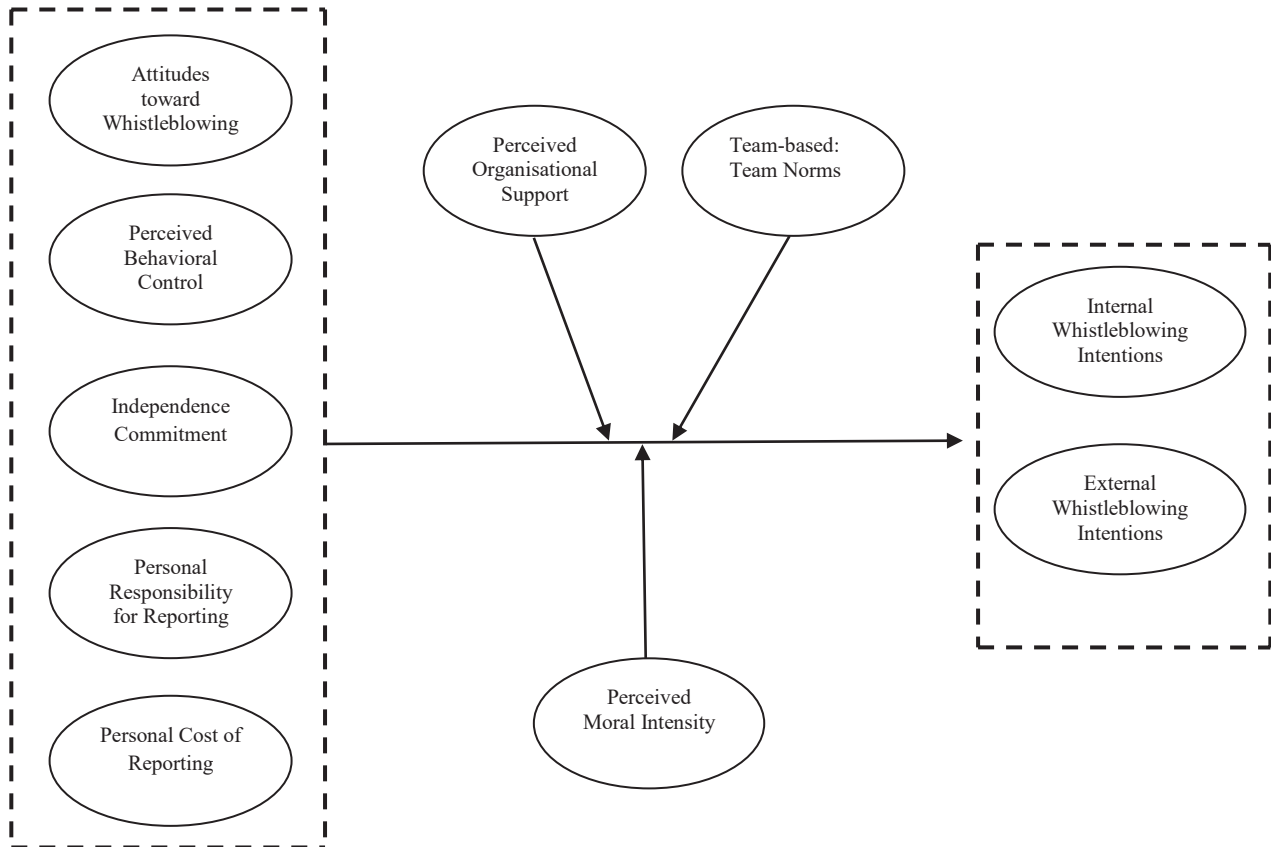 Attitudes
toward
Whistleblowing
Perceived
Behavioral
Control
Independence
Commitment
Personal
Responsibility
for Reporting
Personal Cost of
Reporting
Perceived
Organisational
Support
Team-based:
Team Norms
Perceived
Moral Intensity
Internal
Whistleblowing
Intentions
External
Whistleblowing
Intentions